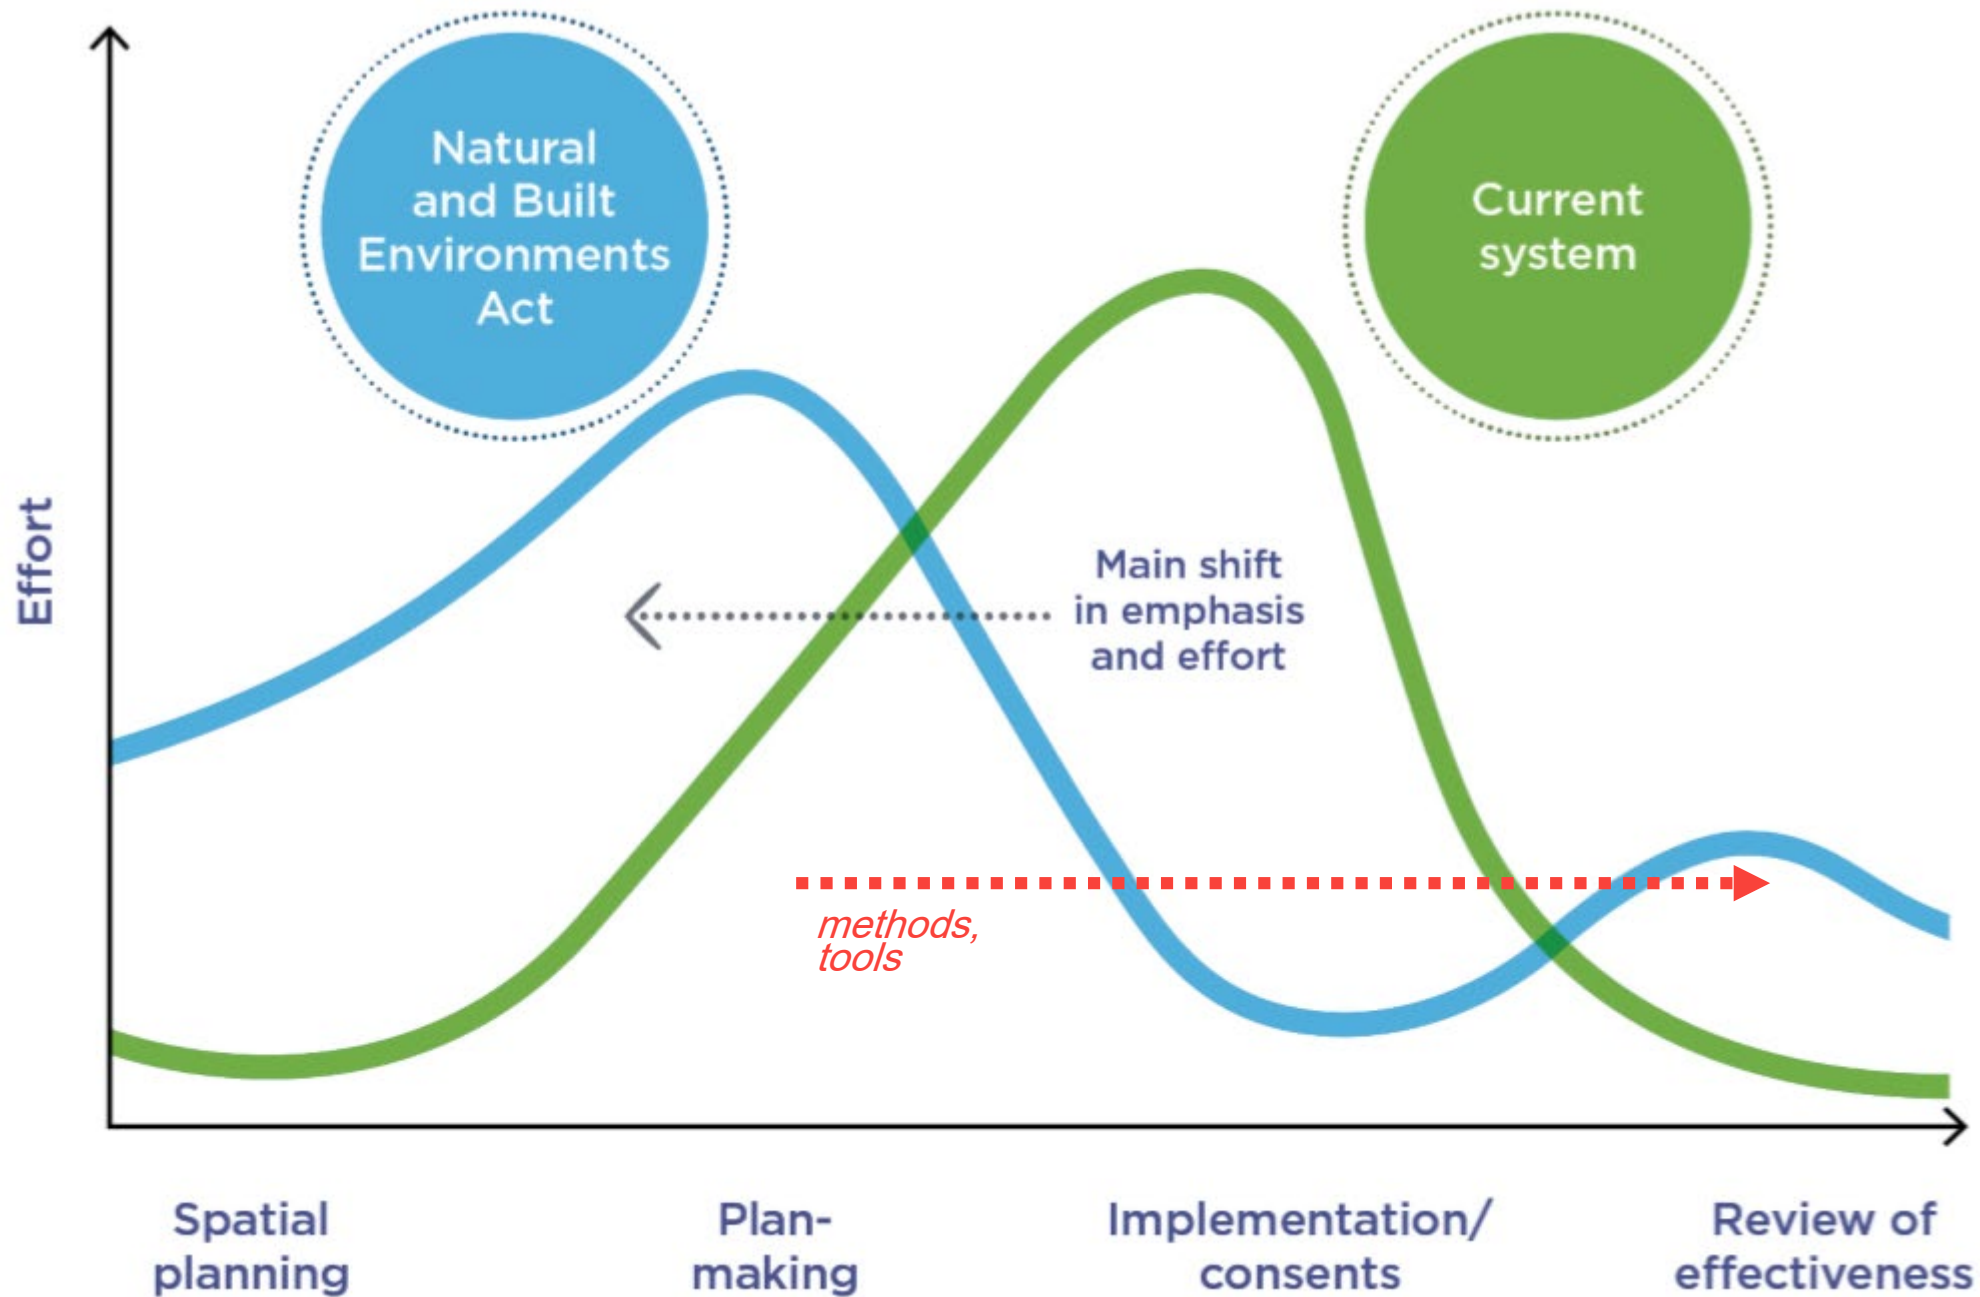 Natural
and Built
Environments
Act
Current
system
Effort
Main shift
in emphasis
and effort
methods,
tools
Spatial
planning
Plan-
making
Implementation/
consents
Review of
effectiveness